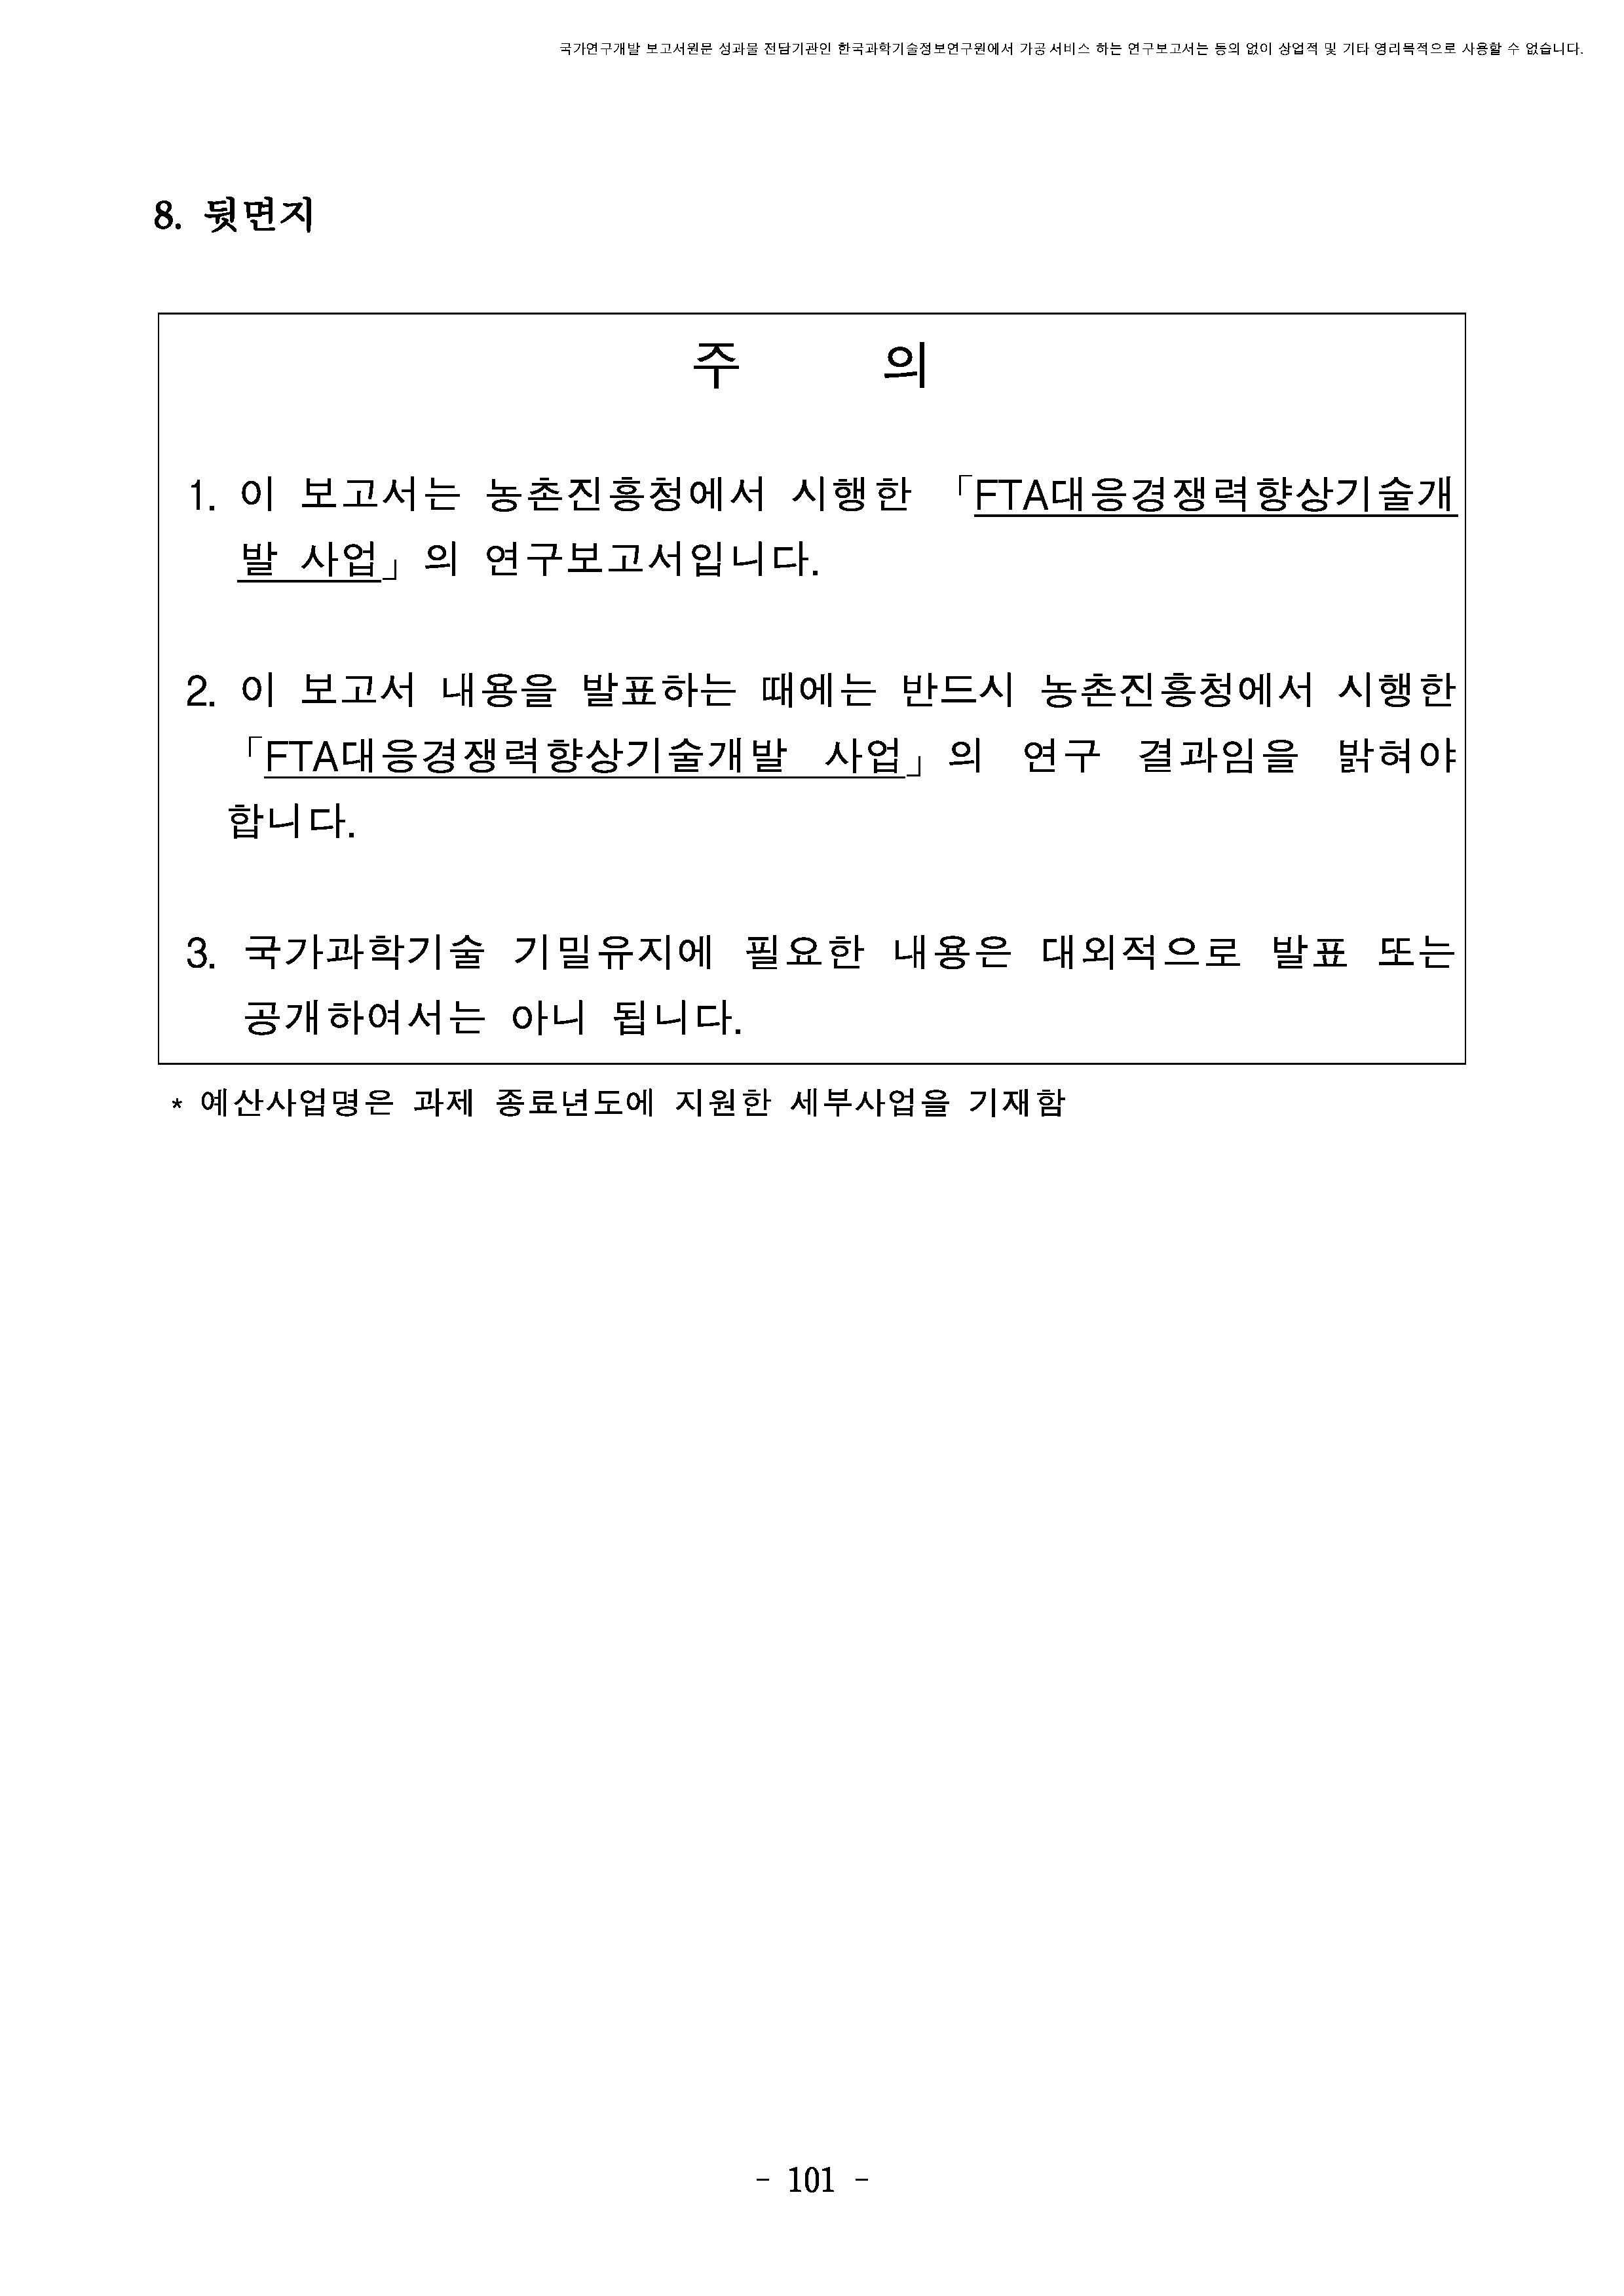 국가연구개발 보고서원문 성과물 전담기관인 한국과학기술정보연구원에서 가공·서비스 하는 연구보고서는 동의 없이 상업적 및 기타 영리목적으로 사용할 수 없습니다.
8. 뒷면지
주 의
1. 이 보고서는 농촌진흥청에서 시행한 「FTA대응경쟁력향상기술개
발 사업」의 연구보고서입니다.
2. 이 보고서 내용을 발표하는 때에는 반드시 농촌진흥청에서 시행한
「FTA대응경쟁력향상기술개발 사업」의 연구 결과임을 밝혀야
합니다.
3. 국가과학기술 기밀유지에 필요한 내용은 대외적으로 발표 또는
공개하여서는 아니 됩니다.
* 예산사업명은 과제 종료년도에 지원한 세부사업을 기재함
- 101 -